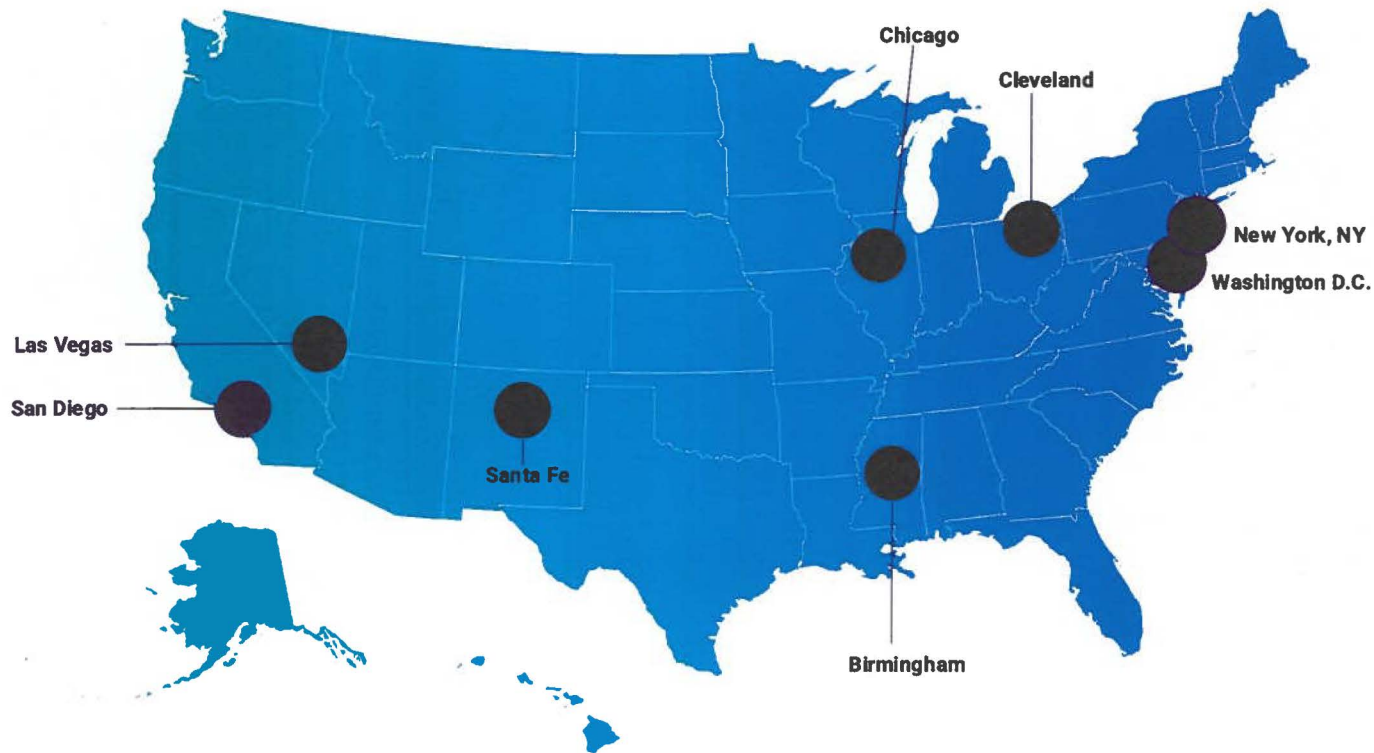 Chicago
Cleveland
New York, NY
Washington D.C.
Las Vegas
San Diego
Santa Fe
Birmingham